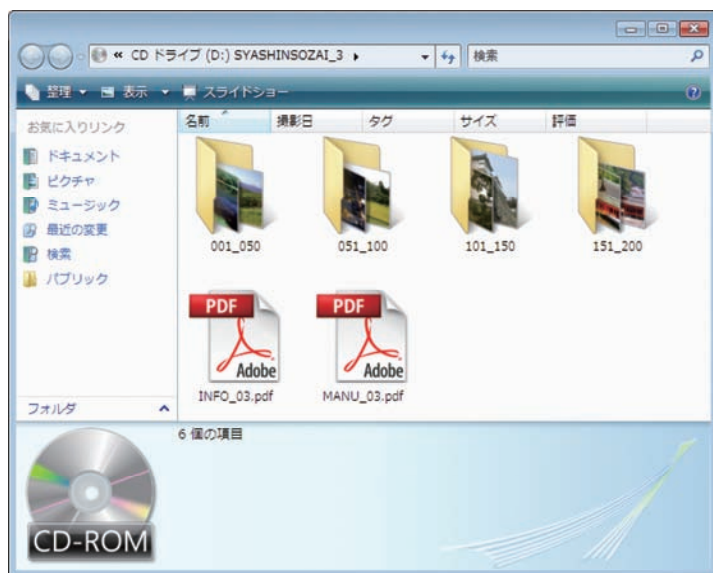 « CD ドライブ (D:) SYASHINSOZAI_3
検索
整理 表示 スライドショー
お気に入りリンク
ドキュメント
ピクチャ
ミュージック
最近の変更
検索
パブリック
フォルダ
名前 撮影日 タグ サイズ 評価
001_050 051_100 101_150 151_200
PDF PDF
Adobe Adobe
INFO_03.pdf MANU_03.pdf
6 個の項目
CD-ROM